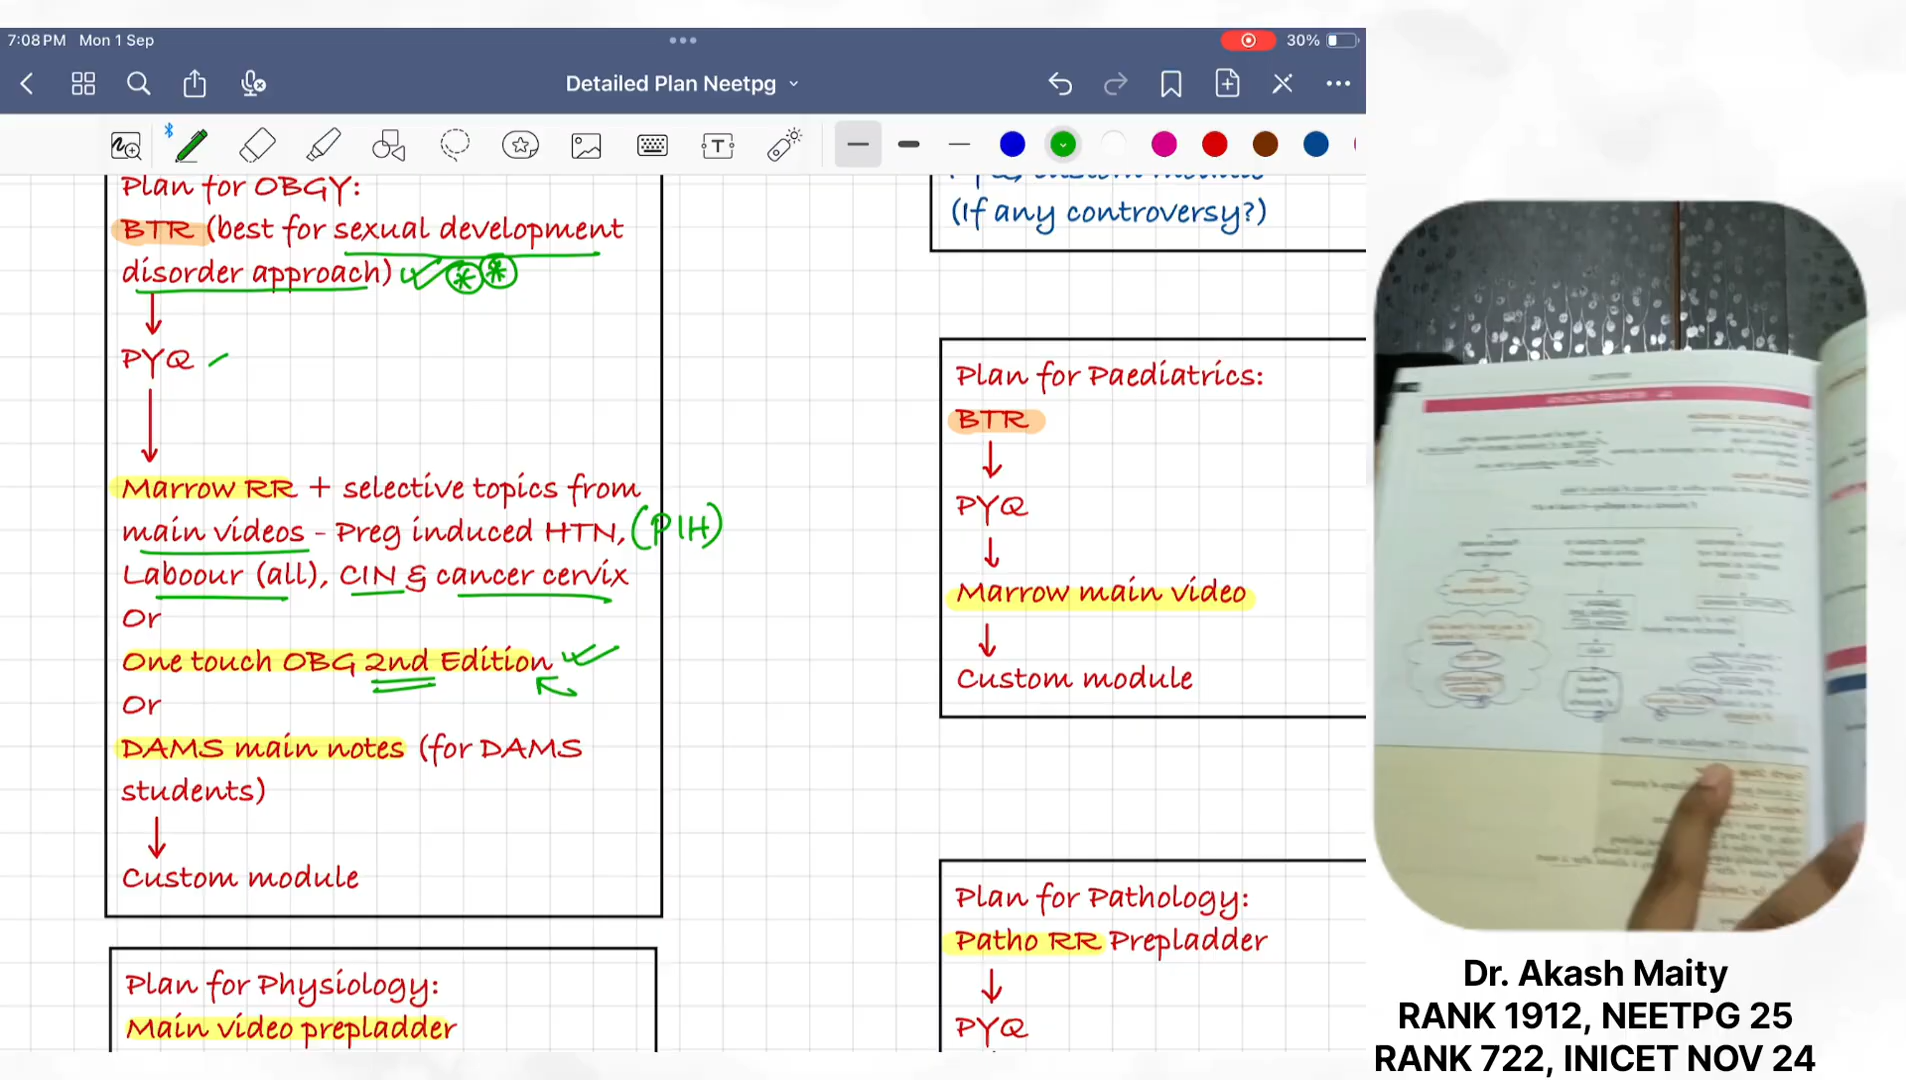 7:08 PM Mon 1 Sep
30%
Detailed Plan Neetpg
Plan for OBGY:
BTR (best for sexual development
disorder approach)
PYQ
Marrow RR + selective topics from
main videos - Preg induced HTN, (PIH)
Laboour (all), CIN & cancer cervix
Or
One touch OBG 2nd Edition
Or
DAMS main notes (for DAMS
students)
Custom module
Plan for Physiology:
Main video prepladder
(If any controversy?)
Plan for Paediatrics:
BTR
PYQ
Marrow main video
Custom module
Plan for Pathology:
Patho RR Prepladder
PYQ
Dr. Akash Maity
RANK 1912, NEETPG 25
RANK 722, INICET NOV 24